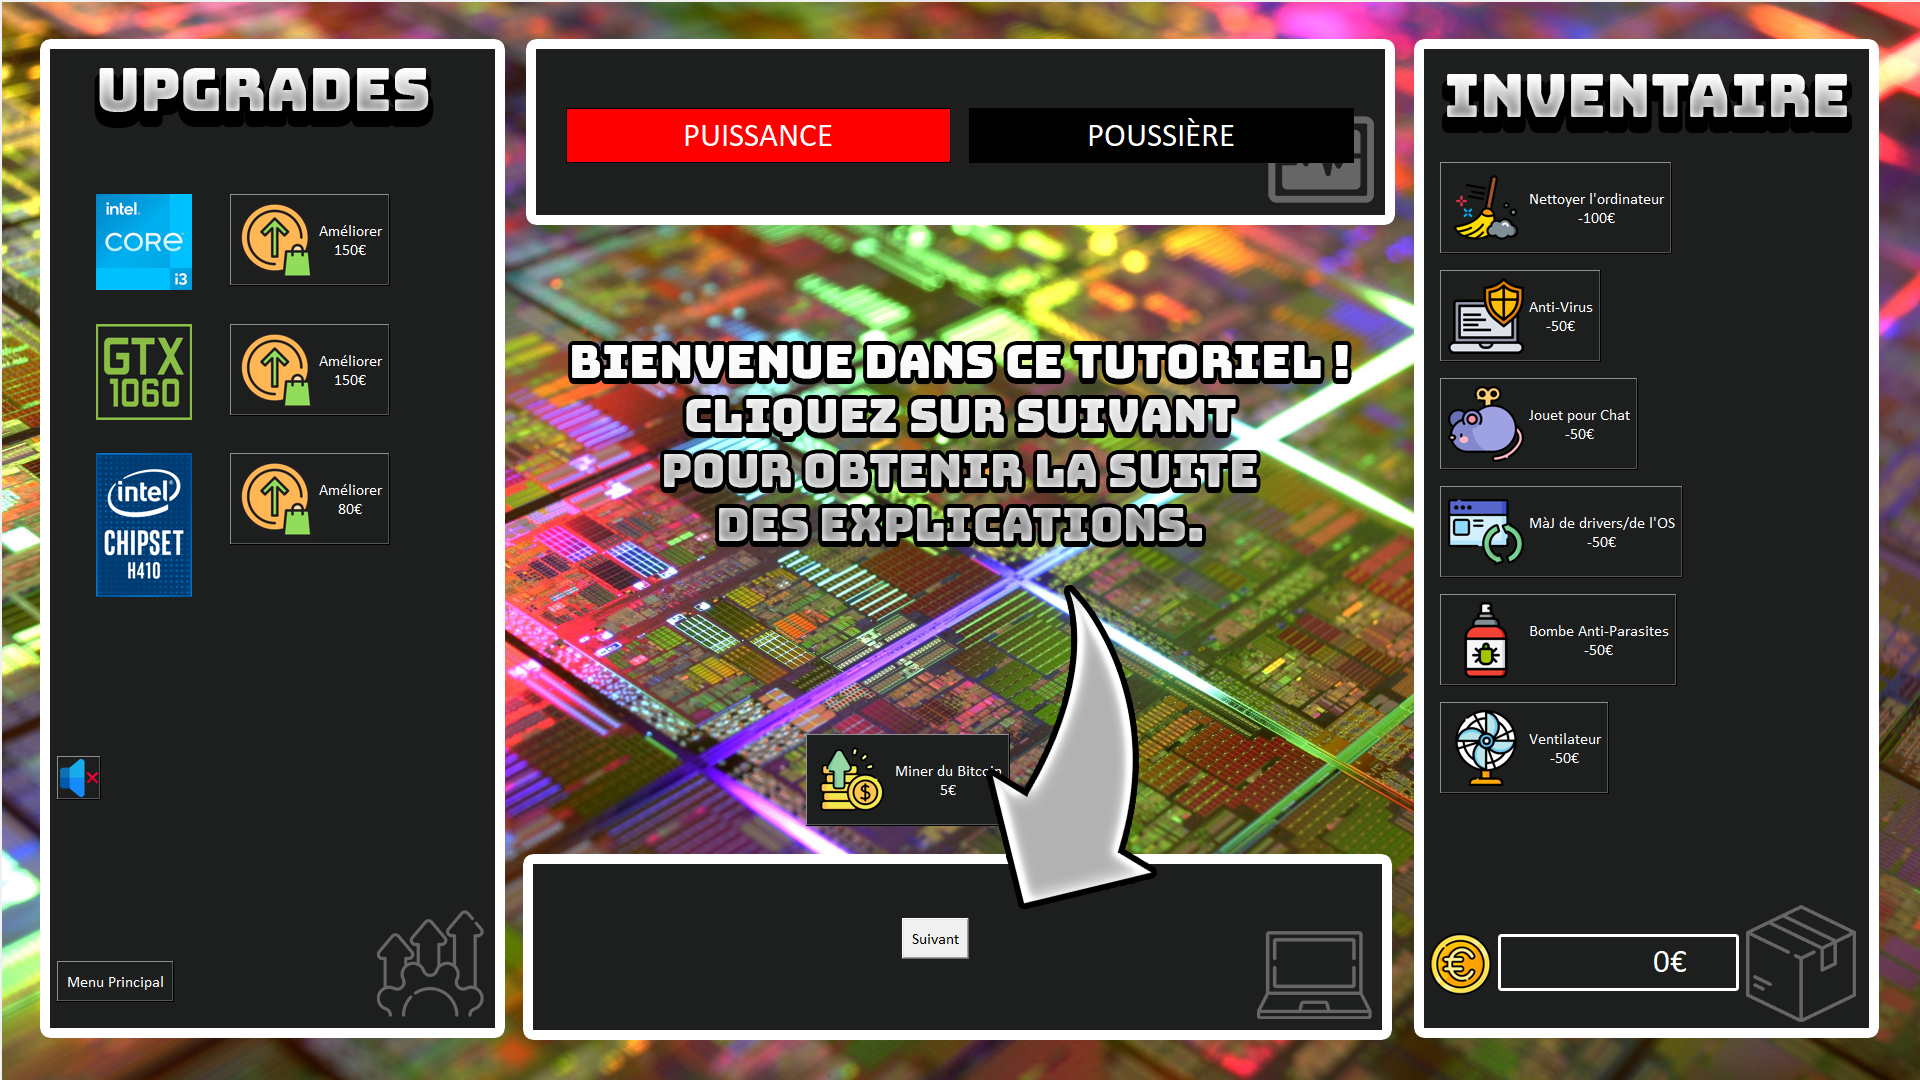 UPGRADES
intel.
CORE
i3
Améliorer
150€
GTX
1060
Améliorer
150€
intel
CHIPSET
H410
Améliorer
80€
Menu Principal
PUISSANCE
POUSSIÈRE
BIENVENUE DANS CE TUTORIEL !
CLIQUEZ SUR SUIVANT
POUR OBTENIR LA SUITE
DES EXPLICATIONS.
Miner du Bitcoin
5€
Suivant
INVENTAIRE
Nettoyer l'ordinateur
-100€
Anti-Virus
-50€
Jouet pour Chat
-50€
MàJ de drivers/de l'OS
-50€
Bombe Anti-Parasites
-50€
Ventilateur
-50€
0€